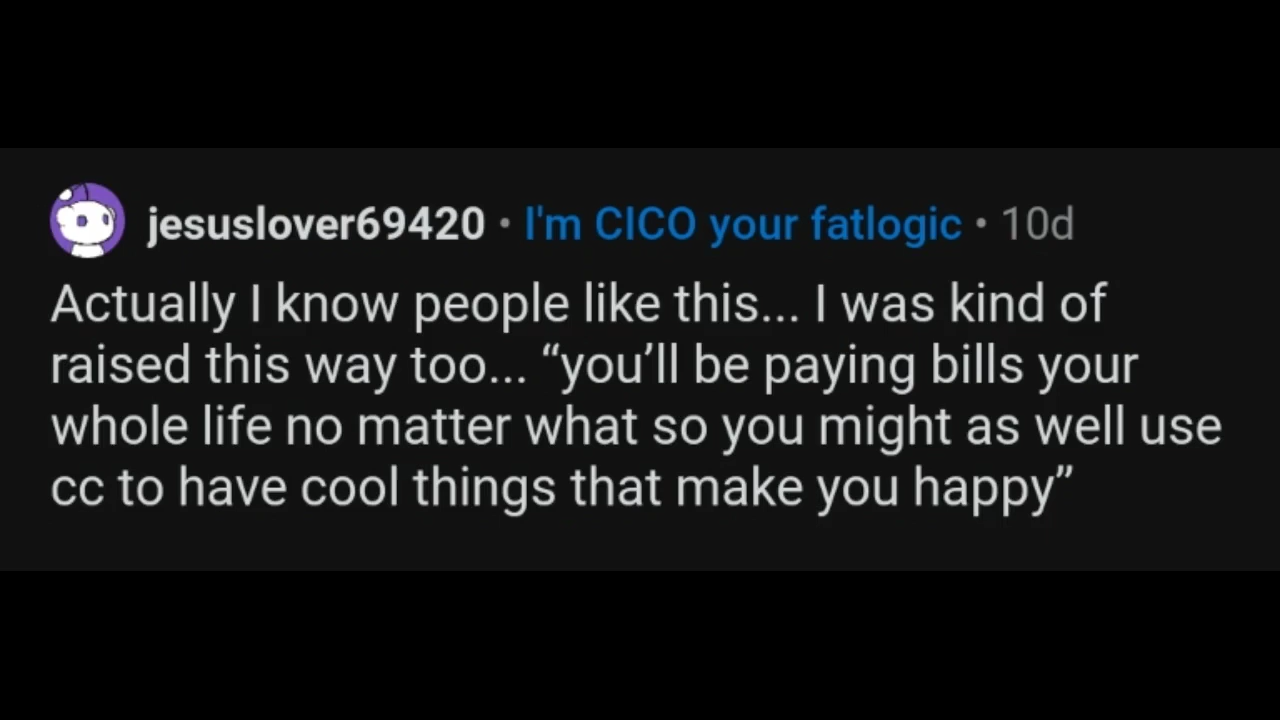 jesuslover69420 • I'm CICO your fatlogic • 10d
Actually I know people like this... I was kind of
raised this way too... “you’ll be paying bills your
whole life no matter what so you might as well use
cc to have cool things that make you happy”